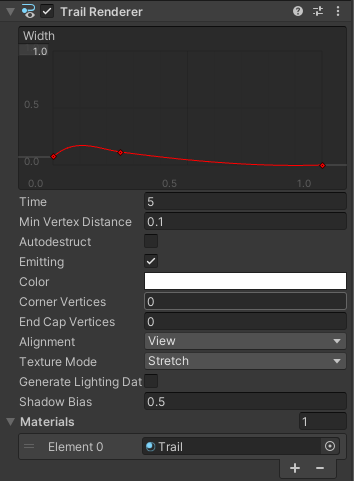 Trail Renderer
Width
1.0
0.5
0.0
0.0 0.5 1.0
Time 5
Min Vertex Distance 0.1
Autodestruct
Emitting
Color
Corner Vertices 0
End Cap Vertices 0
Alignment View
Texture Mode Stretch
Generate Lighting Dat
Shadow Bias 0.5
Materials 1
Element 0 Trail